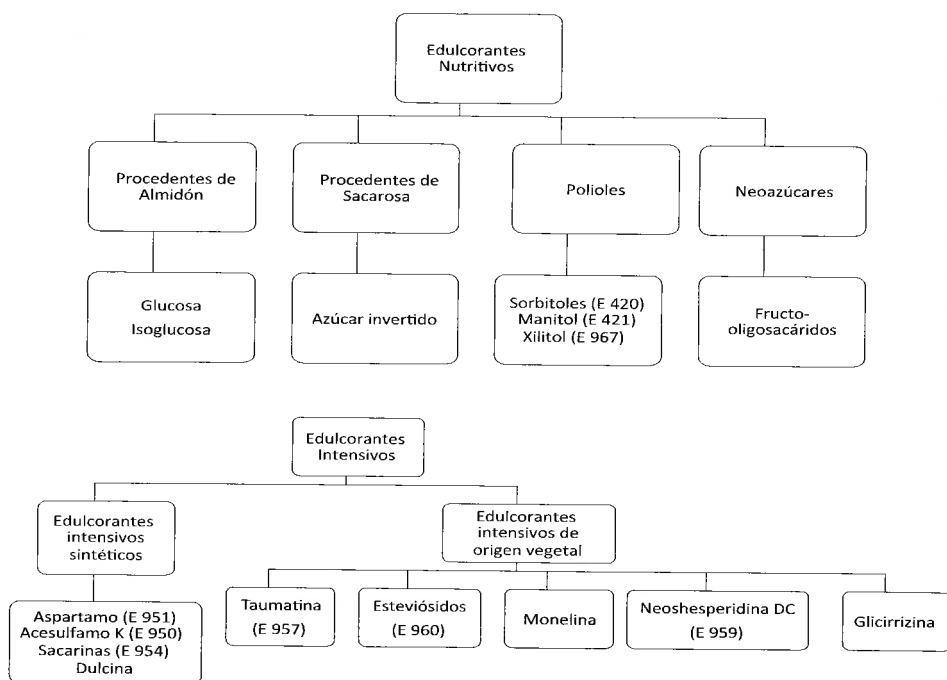 Edulcorantes
Nutritivos
Procedentes de
Almidón
Procedentes de
Sacarosa
Polioles
Neoazúcares
Glucosa
Isoglucosa
Azúcar invertido
Sorbitoles (E 420)
Manitol (E 421)
Xilitol (E 967)
Fructo-
oligosacáridos
Edulcorantes
Intensivos
Edulcorantes
intensivos
sintéticos
Edulcorantes
intensivos de
origen vegetal
Aspartamo (E 951)
Acesulfamo K (E 950)
Sacarinas (E 954)
Dulcina
Taumatina
(E 957)
Esteviósidos
(E 960)
Monelina
Neoshesperidina DC
(E 959)
Glicirrizina